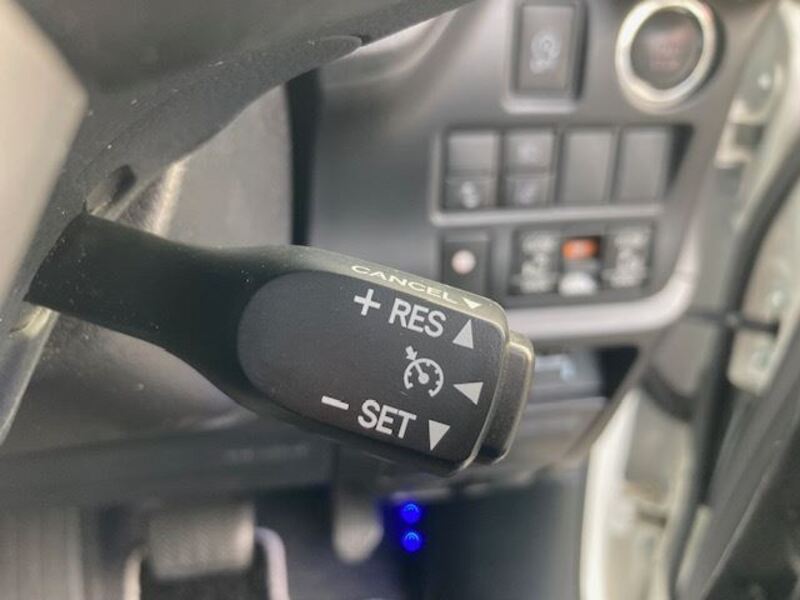 CANCEL ▼
+ RES ▲
− SET ▼